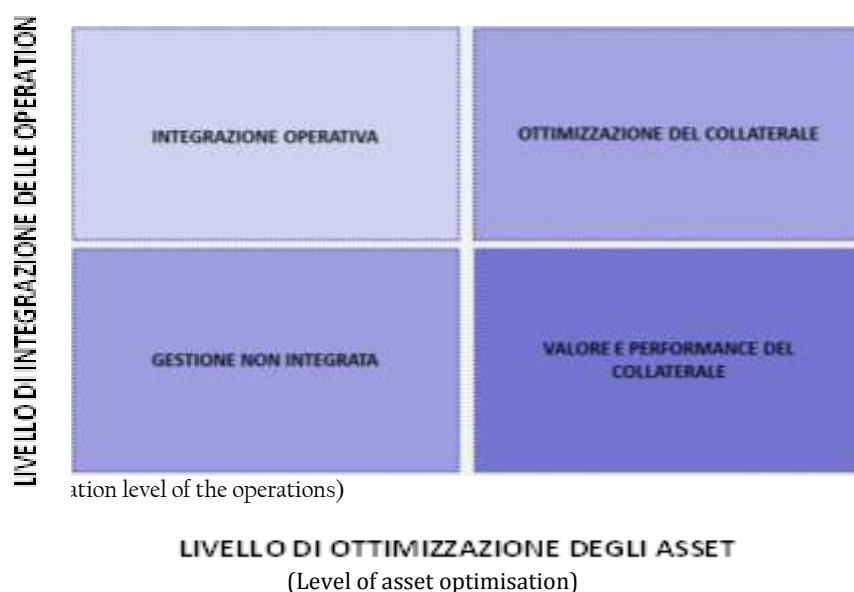 LIVELLO DI INTEGRAZIONE DELLE OPERATION
INTEGRAZIONE OPERATIVA
OTTIMIZZAZIONE DEL COLLATERALE
GESTIONE NON INTEGRATA
VALORE E PERFORMANCE DEL
COLLATERALE
ation level of the operations)
LIVELLO DI OTTIMIZZAZIONE DEGLI ASSET
(Level of asset optimisation)